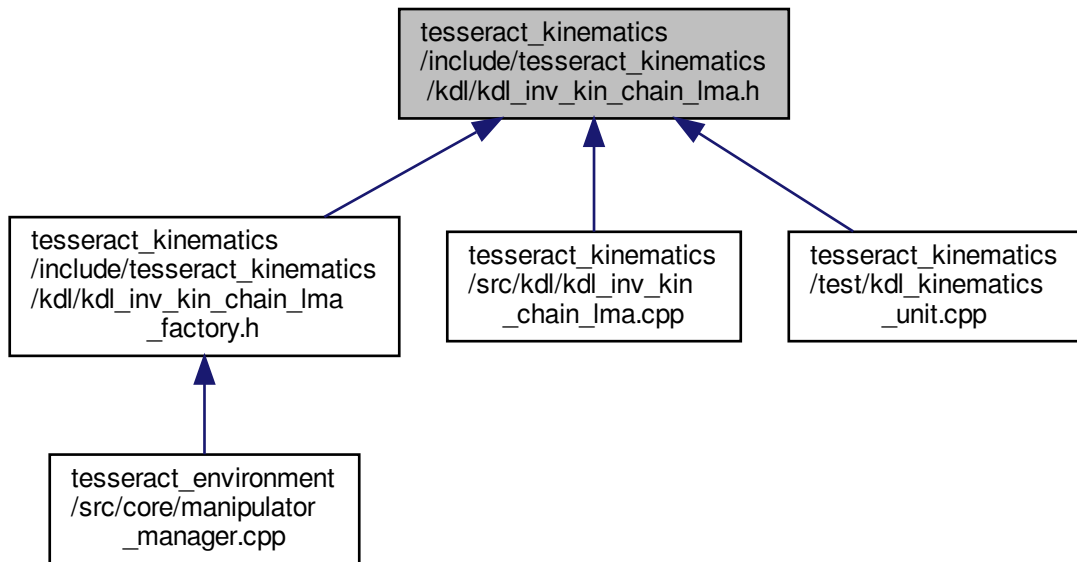 tesseract_kinematics
/include/tesseract_kinematics
/kdl/kdl_inv_kin_chain_lma.h
tesseract_kinematics
/include/tesseract_kinematics
/kdl/kdl_inv_kin_chain_lma
_factory.h
tesseract_kinematics
/src/kdl/kdl_inv_kin
_chain_lma.cpp
tesseract_kinematics
/test/kdl_kinematics
_unit.cpp
tesseract_environment
/src/core/manipulator
_manager.cpp